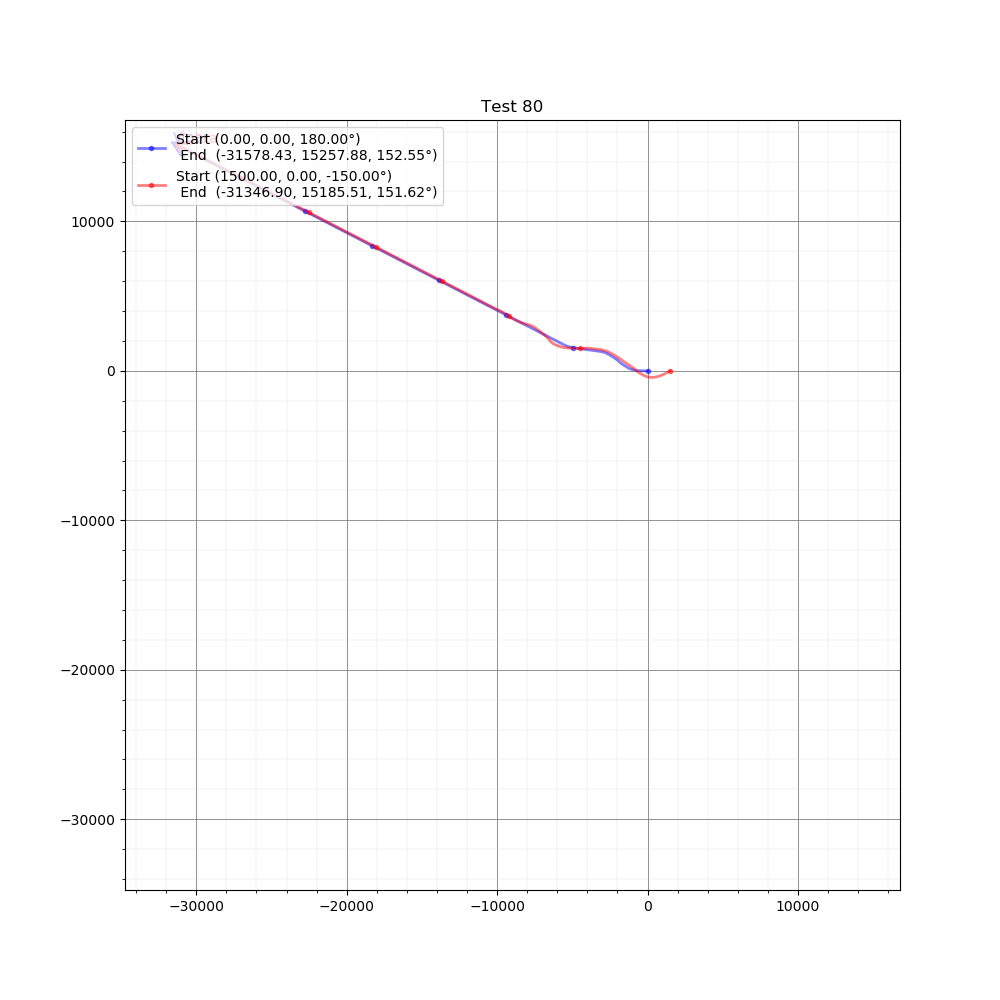 Test 80
Start (0.00, 0.00, 180.00°)
End (-31578.43, 15257.88, 152.55°)
Start (1500.00, 0.00, -150.00°)
End (-31346.90, 15185.51, 151.62°)
10000
0
−10000
−20000
−30000
−30000
−20000
−10000
0
10000